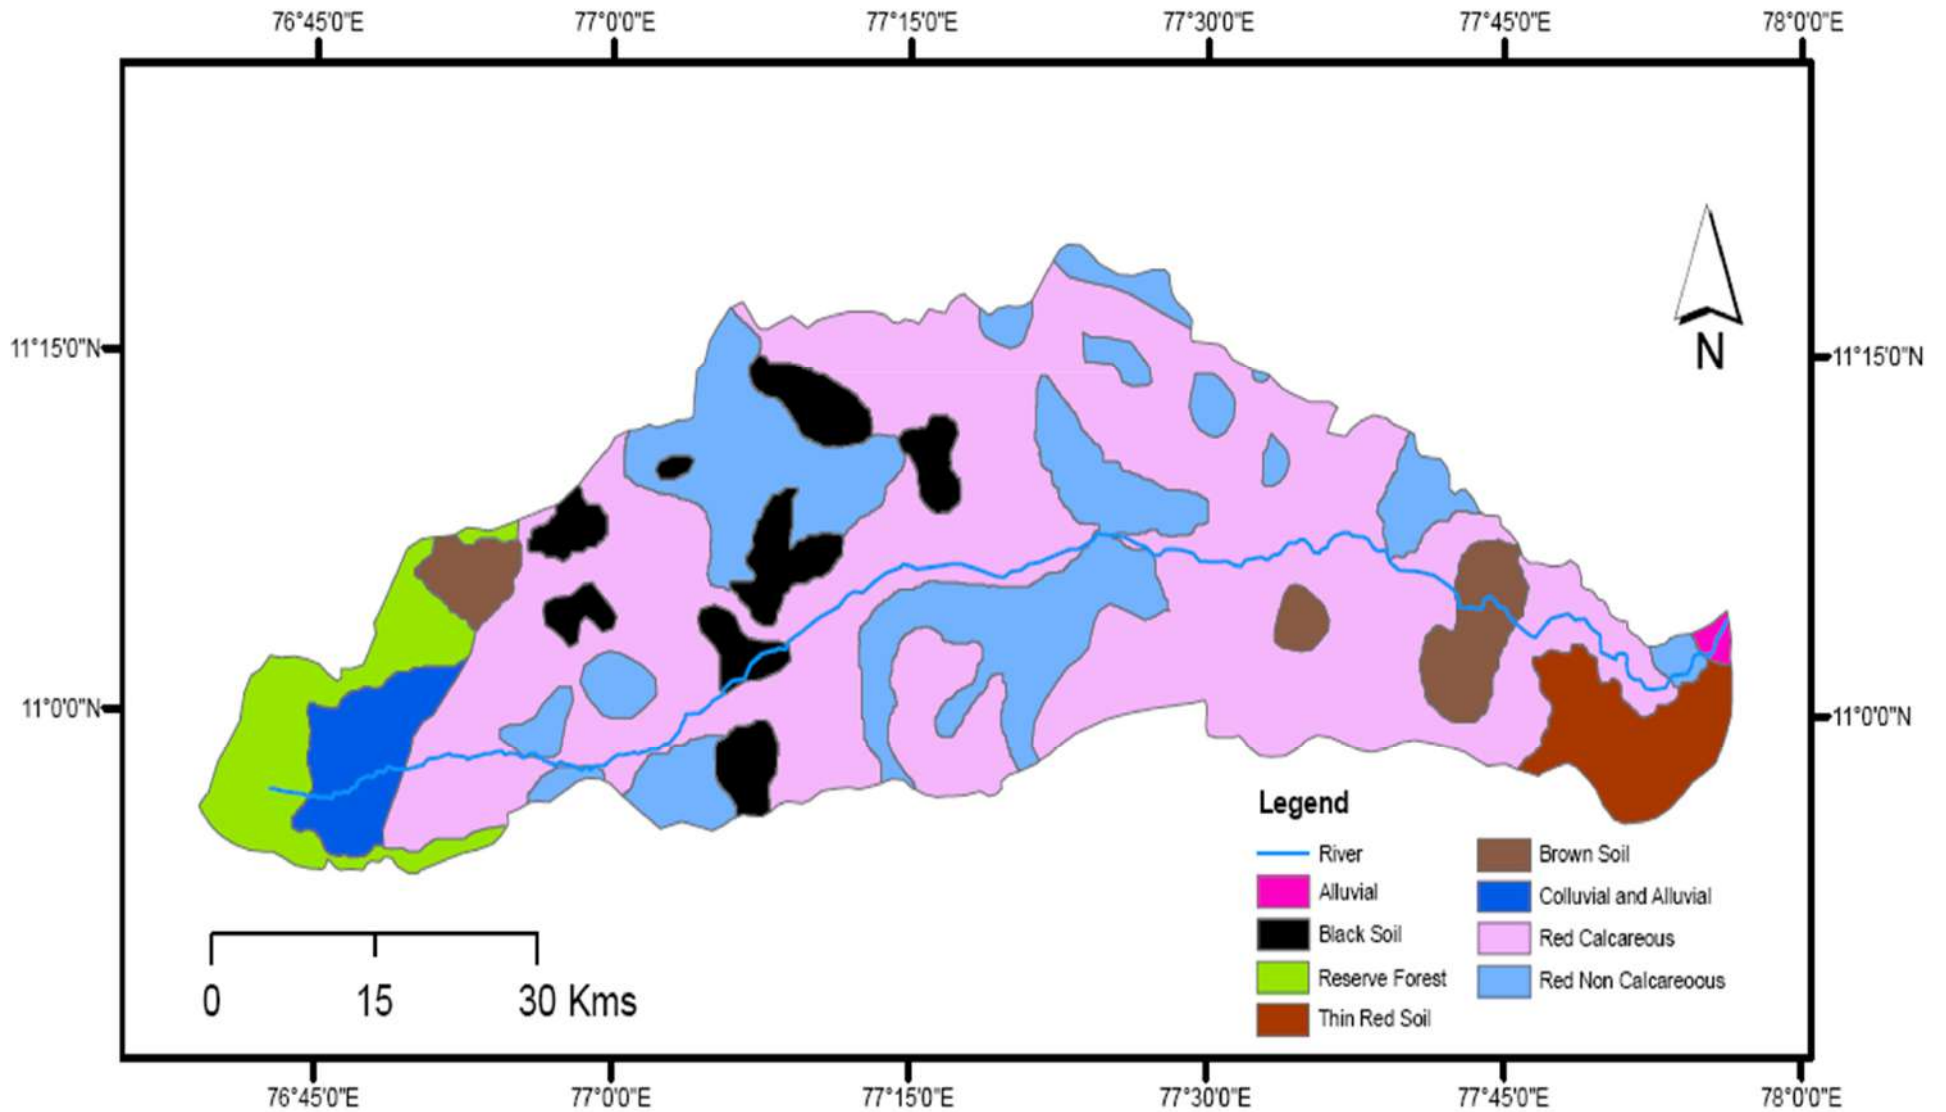 76°45'0"E 77°0'0"E 77°15'0"E 77°30'0"E 77°45'0"E 78°0'0"E
11°15'0"N 11°15'0"N
N
11°0'0"N 11°0'0"N
Legend
River Brown Soil
Alluvial Colluvial and Alluvial
Black Soil Red Calcareous
Reserve Forest Red Non Calcareoous
Thin Red Soil
0 15 30 Kms
76°45'0"E 77°0'0"E 77°15'0"E 77°30'0"E 77°45'0"E 78°0'0"E